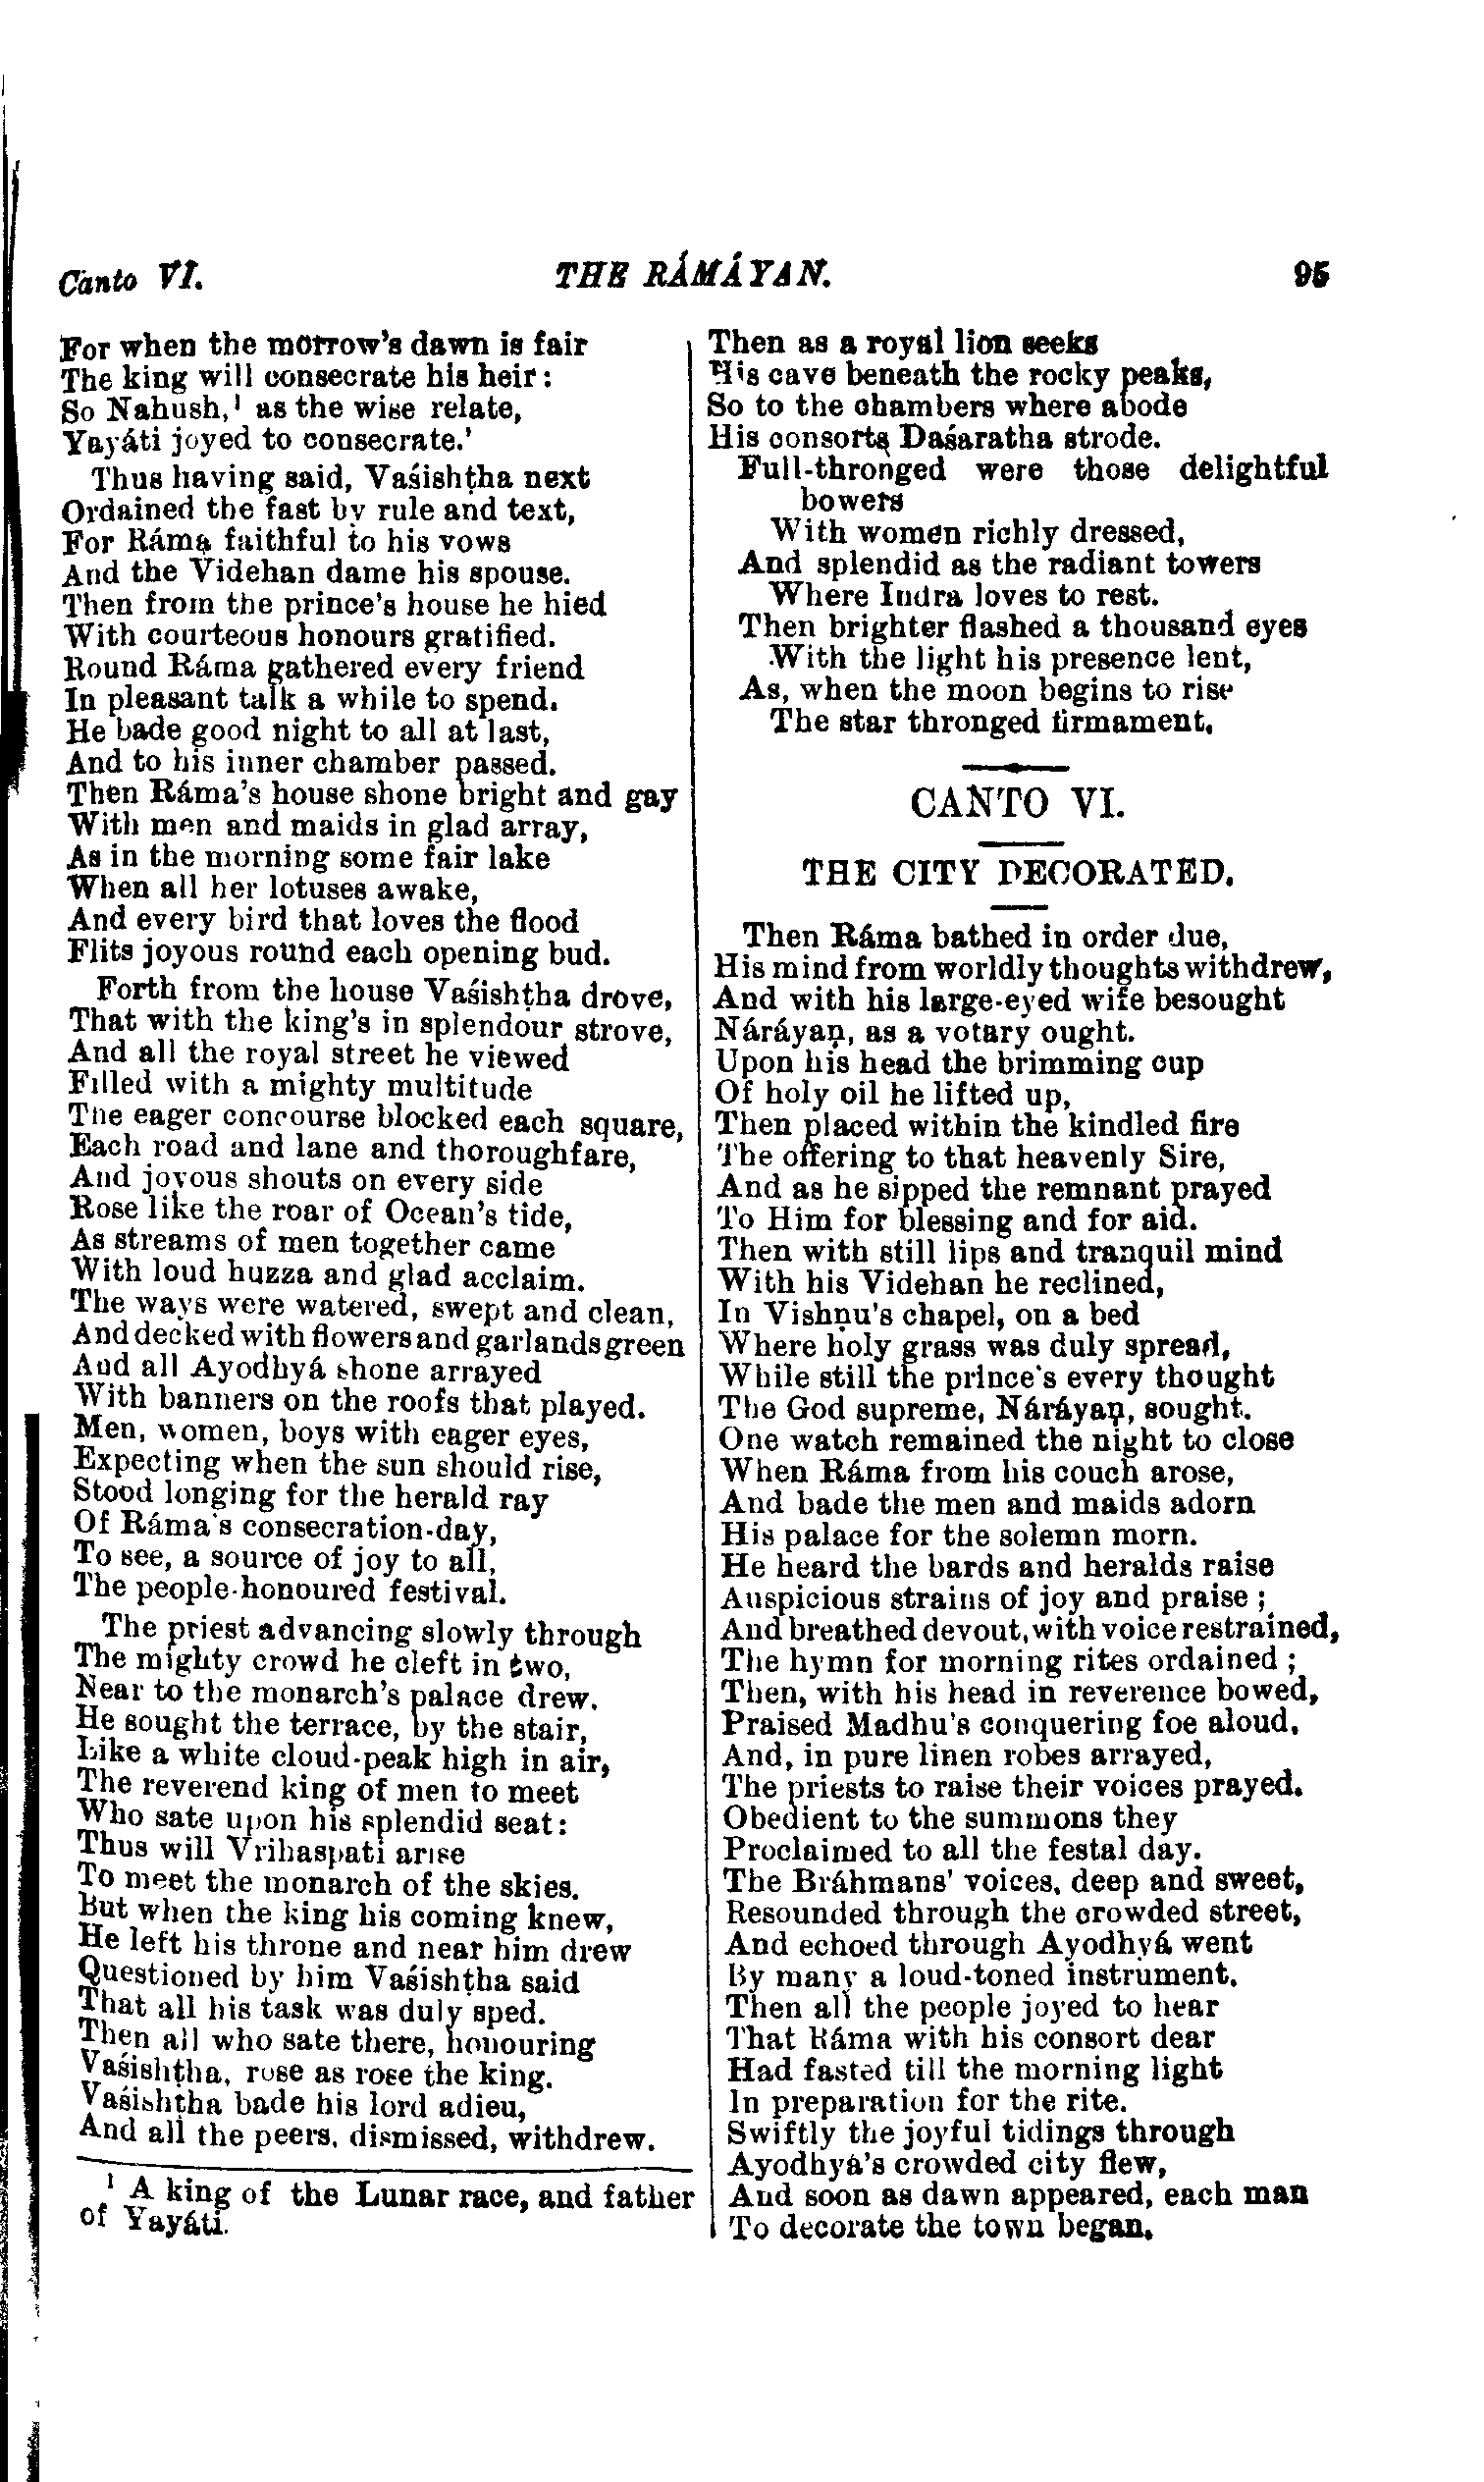 Canto VI.
THE RÁMÁYAN.
95
For when the morrow's dawn is fair
The king will consecrate his heir:
So Nahush,¹ as the wise relate,
Yayáti joyed to consecrate.'
Thus having said, Vaśishṭha next
Ordained the fast by rule and text,
For Ráma faithful to his vows
And the Videhan dame his spouse.
Then from the prince's house he hied
With courteous honours gratified.
Round Ráma gathered every friend
In pleasant talk a while to spend.
He bade good night to all at last,
And to his inner chamber passed.
Then Ráma's house shone bright and gay
With men and maids in glad array,
As in the morning some fair lake
When all her lotuses awake,
And every bird that loves the flood
Flits joyous round each opening bud.
Forth from the house Vaśishṭha drove,
That with the king's in splendour strove,
And all the royal street he viewed
Filled with a mighty multitude
The eager concourse blocked each square,
Each road and lane and thoroughfare,
And joyous shouts on every side
Rose like the roar of Ocean's tide,
As streams of men together came
With loud huzza and glad acclaim.
The ways were watered, swept and clean,
And decked with flowers and garlands green
And all Ayodhyá shone arrayed
With banners on the roofs that played.
Men, women, boys with eager eyes,
Expecting when the sun should rise,
Stood longing for the herald ray
Of Ráma's consecration-day,
To see, a source of joy to all,
The people-honoured festival.
The priest advancing slowly through
The mighty crowd he cleft in two,
Near to the monarch's palace drew.
He sought the terrace, by the stair,
Like a white cloud-peak high in air,
The reverend king of men to meet
Who sate upon his splendid seat:
Thus will Vrihaspati arise
To meet the monarch of the skies.
But when the king his coming knew,
He left his throne and near him drew
Questioned by him Vaśishṭha said
That all his task was duly sped.
Then all who sate there, honouring
Vaśishṭha, rose as rose the king.
Vaśishṭha bade his lord adieu,
And all the peers, dismissed, withdrew.
¹ A king of the Lunar race, and father
of Yayáti.
Then as a royal lion seeks
His cave beneath the rocky peaks,
So to the chambers where abode
His consorts Daśaratha strode.
Full-thronged were those delightful
bowers
With women richly dressed,
And splendid as the radiant towers
Where Indra loves to rest.
Then brighter flashed a thousand eyes
With the light his presence lent,
As, when the moon begins to rise
The star thronged firmament.
CANTO VI.
THE CITY DECORATED.
Then Ráma bathed in order due,
His mind from worldly thoughts withdrew,
And with his large-eyed wife besought
Náráyaṇ, as a votary ought.
Upon his head the brimming cup
Of holy oil he lifted up,
Then placed within the kindled fire
The offering to that heavenly Sire,
And as he sipped the remnant prayed
To Him for blessing and for aid.
Then with still lips and tranquil mind
With his Videhan he reclined,
In Vishṇu's chapel, on a bed
Where holy grass was duly spread,
While still the prince's every thought
The God supreme, Náráyaṇ, sought.
One watch remained the night to close
When Ráma from his couch arose,
And bade the men and maids adorn
His palace for the solemn morn.
He heard the bards and heralds raise
Auspicious strains of joy and praise ;
And breathed devout, with voice restrained,
The hymn for morning rites ordained ;
Then, with his head in reverence bowed,
Praised Madhu's conquering foe aloud,
And, in pure linen robes arrayed,
The priests to raise their voices prayed.
Obedient to the summons they
Proclaimed to all the festal day.
The Bráhmans' voices, deep and sweet,
Resounded through the crowded street,
And echoed through Ayodhyá went
By many a loud-toned instrument.
Then all the people joyed to hear
That Ráma with his consort dear
Had fasted till the morning light
In preparation for the rite.
Swiftly the joyful tidings through
Ayodhyá's crowded city flew,
And soon as dawn appeared, each man
To decorate the town began.